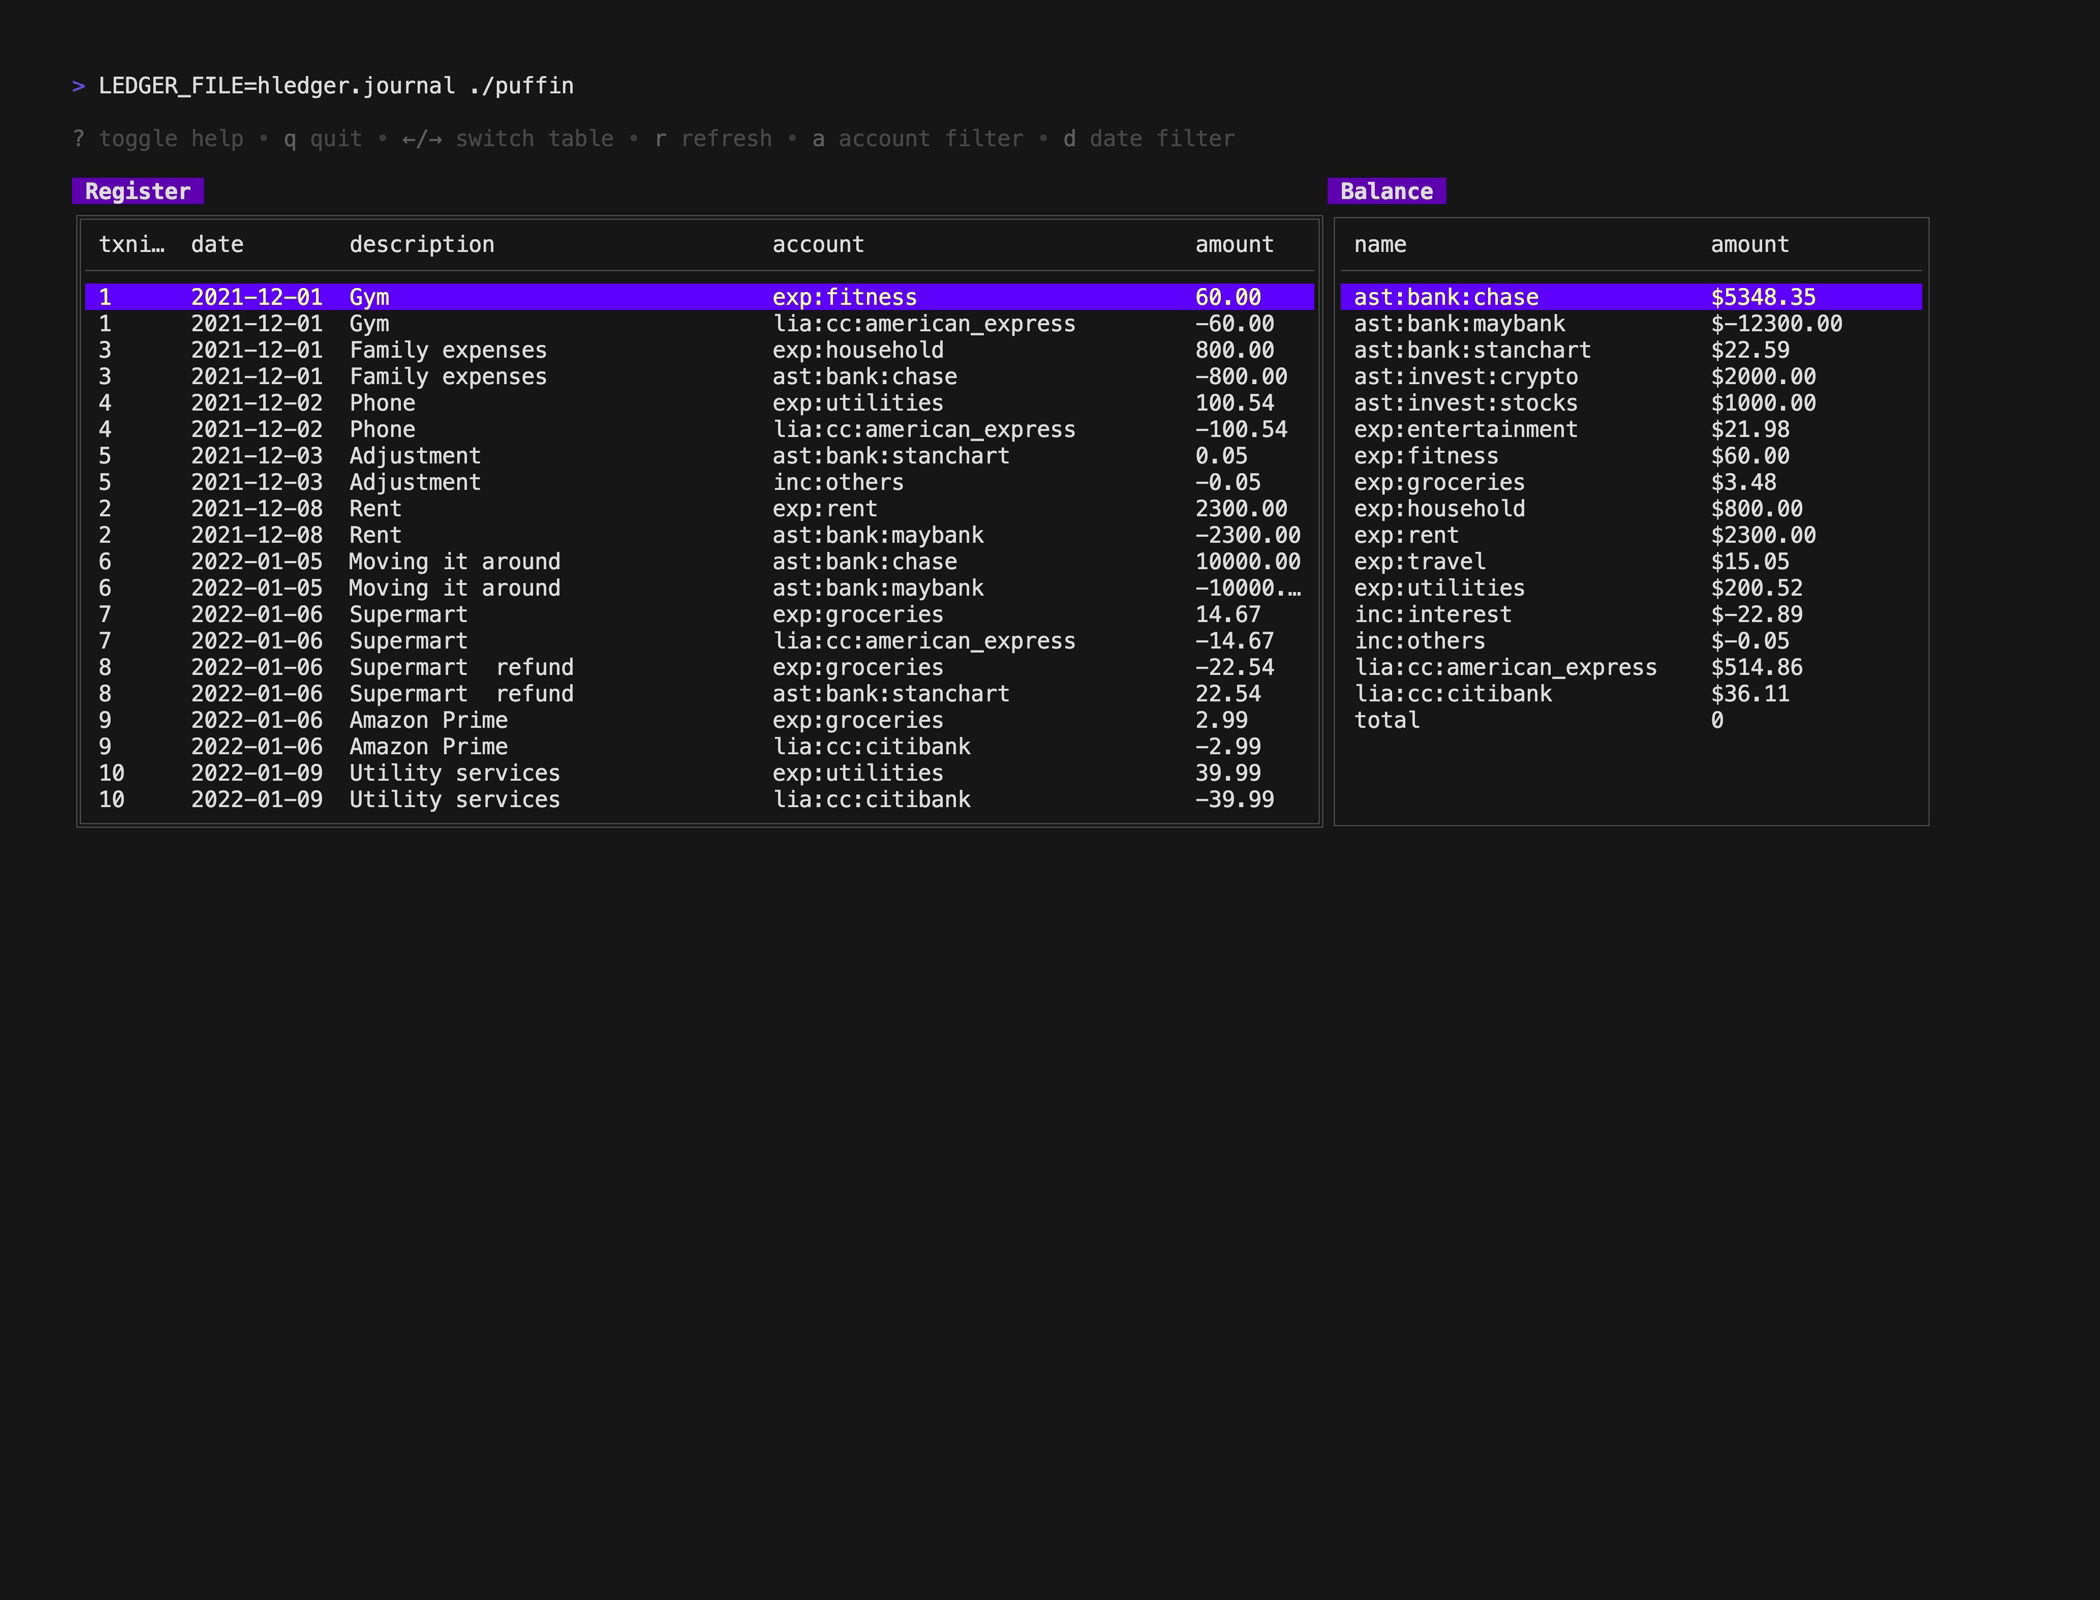 > LEDGER_FILE=hledger.journal ./puffin
? toggle help • q quit • ←/→ switch table • r refresh • a account filter • d date filter
Register
txni… date description account amount
1 2021-12-01 Gym exp:fitness 60.00
1 2021-12-01 Gym lia:cc:american_express -60.00
3 2021-12-01 Family expenses exp:household 800.00
3 2021-12-01 Family expenses ast:bank:chase -800.00
4 2021-12-02 Phone exp:utilities 100.54
4 2021-12-02 Phone lia:cc:american_express -100.54
5 2021-12-03 Adjustment ast:bank:stanchart 0.05
5 2021-12-03 Adjustment inc:others -0.05
2 2021-12-08 Rent exp:rent 2300.00
2 2021-12-08 Rent ast:bank:maybank -2300.00
6 2022-01-05 Moving it around ast:bank:chase 10000.00
6 2022-01-05 Moving it around ast:bank:maybank -10000.…
7 2022-01-06 Supermart exp:groceries 14.67
7 2022-01-06 Supermart lia:cc:american_express -14.67
8 2022-01-06 Supermart  refund exp:groceries -22.54
8 2022-01-06 Supermart  refund ast:bank:stanchart 22.54
9 2022-01-06 Amazon Prime exp:groceries 2.99
9 2022-01-06 Amazon Prime lia:cc:citibank -2.99
10 2022-01-09 Utility services exp:utilities 39.99
10 2022-01-09 Utility services lia:cc:citibank -39.99
Balance
name amount
ast:bank:chase $5348.35
ast:bank:maybank $-12300.00
ast:bank:stanchart $22.59
ast:invest:crypto $2000.00
ast:invest:stocks $1000.00
exp:entertainment $21.98
exp:fitness $60.00
exp:groceries $3.48
exp:household $800.00
exp:rent $2300.00
exp:travel $15.05
exp:utilities $200.52
inc:interest $-22.89
inc:others $-0.05
lia:cc:american_express $514.86
lia:cc:citibank $36.11
total 0